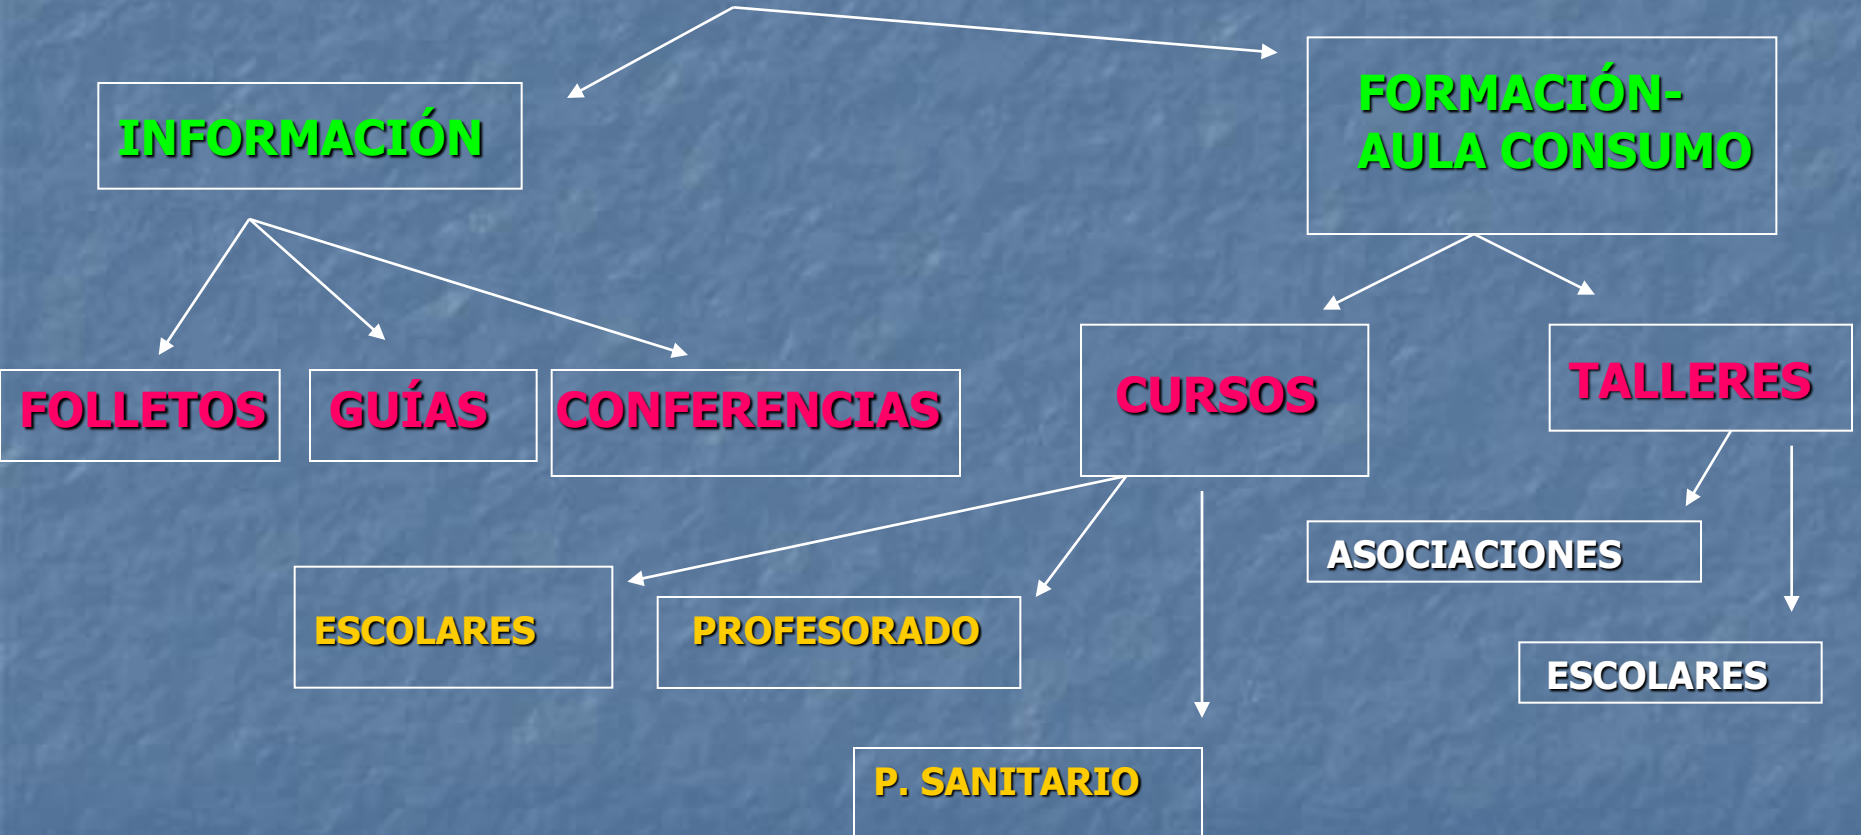 INFORMACIÓN
FORMACIÓN-
AULA CONSUMO
FOLLETOS
GUÍAS
CONFERENCIAS
CURSOS
TALLERES
ASOCIACIONES
ESCOLARES
PROFESORADO
ESCOLARES
P. SANITARIO